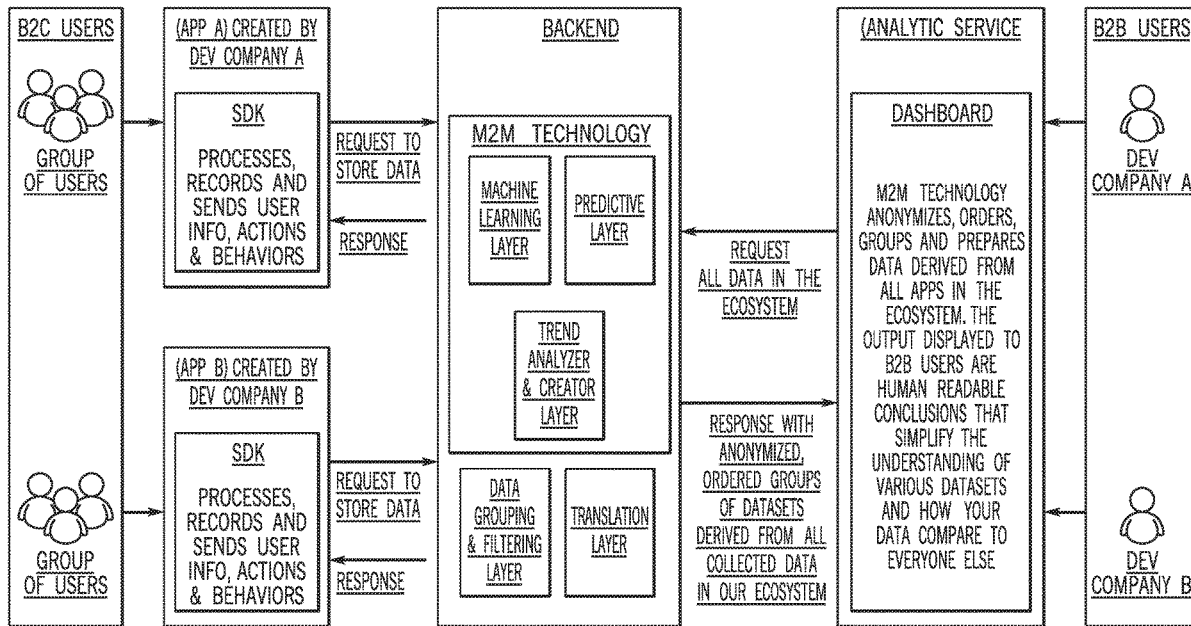 B2C USERS
GROUP
OF USERS
GROUP
OF USERS
(APP A) CREATED BY
DEV COMPANY A
SDK
PROCESSES,
RECORDS AND
SENDS USER
INFO, ACTIONS
& BEHAVIORS
(APP B) CREATED BY
DEV COMPANY B
SDK
PROCESSES,
RECORDS AND
SENDS USER
INFO, ACTIONS
& BEHAVIORS
REQUEST TO
STORE DATA
RESPONSE
REQUEST TO
STORE DATA
RESPONSE
BACKEND
M2M TECHNOLOGY
MACHINE
LEARNING
LAYER
PREDICTIVE
LAYER
TREND
ANALYZER
& CREATOR
LAYER
DATA
GROUPING
& FILTERING
LAYER
TRANSLATION
LAYER
REQUEST
ALL DATA IN THE
ECOSYSTEM
RESPONSE WITH
ANONYMIZED,
ORDERED GROUPS
OF DATASETS
DERIVED FROM ALL
COLLECTED DATA
IN OUR ECOSYSTEM
(ANALYTIC SERVICE
DASHBOARD
M2M TECHNOLOGY
ANONYMIZES, ORDERS,
GROUPS AND PREPARES
DATA DERIVED FROM
ALL APPS IN THE
ECOSYSTEM. THE
OUTPUT DISPLAYED TO
B2B USERS ARE
HUMAN READABLE
CONCLUSIONS THAT
SIMPLIFY THE
UNDERSTANDING OF
VARIOUS DATASETS
AND HOW YOUR
DATA COMPARE TO
EVERYONE ELSE
B2B USERS
DEV
COMPANY A
DEV
COMPANY B